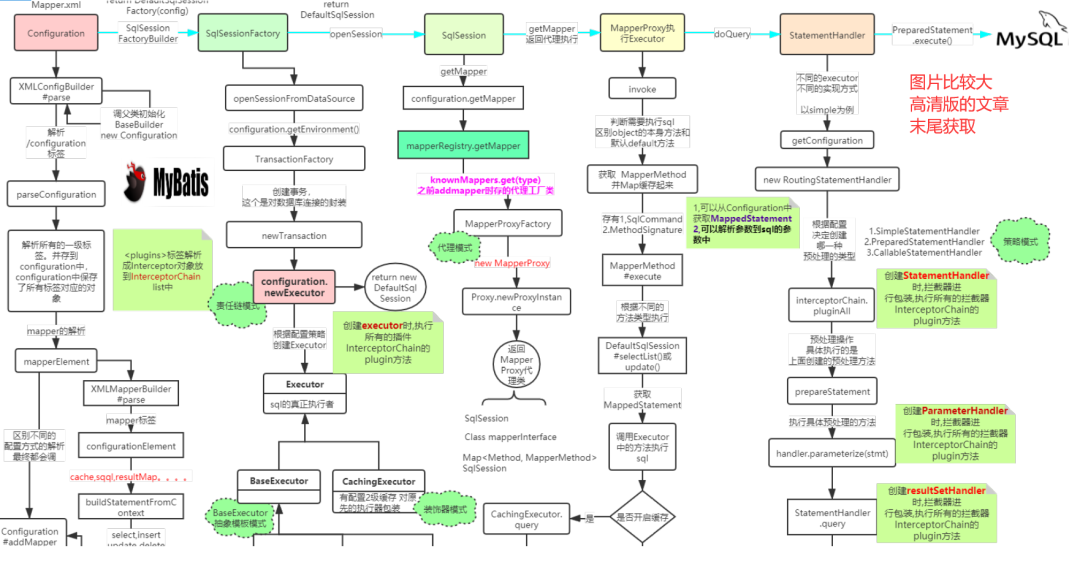 Mapper.xml
Configuration
SqlSession
FactoryBuilder
XMLConfigBuilder
#parse
调父类初始化
BaseBuilder
new Configuration
解析
/configuration
标签
MyBatis
parseConfiguration
解析所有的一级标
签。并存到
configuration中,
configuration中保存
了所有标签对应的对
象
<plugins>标签解析
成Interceptor对象放
到InterceptorChain
list中
mapper的解析
mapperElement
XMLMapperBuilder
#parse
mapper标签
区别不同的
配置方式的解析
最终都会调
configurationElement
cache,sqql,resultMap。。。。
buildStatementFromC
ontext
select,insert
update,delete
Configuration
#addMapper
return DefaultSqlSession
Factory(config)
SqlSessionFactory
return
DefaultSqlSession
openSession
openSessionFromDataSource
configuration.getEnvironment()
TransactionFactory
创建事务,
这个是对数据库连接的封装
newTransaction
configuration.
newExecutor
责任链模式
return new
DefaultSql
Session
根据配置策略
创建Executor
创建executor时,执行
所有的插件
InterceptorChain的
plugin方法
Executor
sql的真正执行者
BaseExecutor
BaseExecutor
抽象模板模式
CachingExecutor
有配置2级缓存 对原
先的执行器包装
装饰器模式
SqlSession
getMapper
返回代理执行
getMapper
configuration.getMapper
mapperRegistry.getMapper
knownMappers.get(type)
之前addmapper时存的代理工厂类
MapperProxyFactory
代理模式
new MapperProxy
Proxy.newProxyInstan
ce
返回
Mapper
Proxy代
理类
SqlSession
Class mapperInterface
Map<Method, MapperMethod>
SqlSession
MapperProxy执
行Executor
doQuery
invoke
判断需要执行sql
区别object的本身方法和
默认default方法
获取 MapperMethod
并Map缓存起来
存有1,SqlCommand
2.MethodSignature
1,可以从Configuration中
获取MappedStatement
2,可以解析参数到sql的参
数中
MapperMethod
#execute
根据不同的
方法类型执行
DefaultSqlSession
#selectList()或
update()
获取
MappedStatement
调用Executor
中的方法执行
sql
是否开启缓存
是
CachingExecutor.
query
StatementHandler
PreparedStatement
.execute()
MySQL
不同的executor
不同的实现方式
以simple为例
图片比较大
高清版的文章
末尾获取
getConfiguration
new RoutingStatementHandler
根据配置
决定创建
哪一种
预处理的类型
1.SimpleStatementHandler
2.PreparedStatementHandler
3.CallableStatementHandler
策略模式
interceptorChain.
pluginAll
创建StatementHandler
时,拦截器进
行包装,执行所有的拦截器
InterceptorChain的
plugin方法
预处理操作
具体执行的是
上面创建的预处理方法
prepareStatement
执行具体预处理的方法
创建ParameterHandler
时,拦截器进
行包装,执行所有的拦截器
InterceptorChain的
plugin方法
handler.parameterize(stmt)
StatementHandler
.query
创建resultSetHandler
时,拦截器进
行包装,执行所有的拦截器
InterceptorChain的
plugin方法